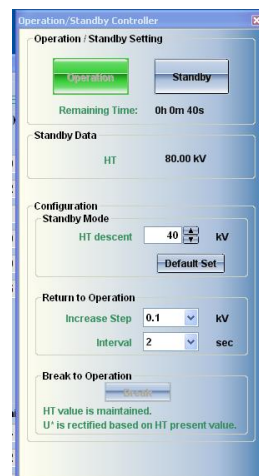 Operation/Standby Controller
Operation / Standby Setting
Operation Standby
Remaining Time: 0h 0m 40s
Standby Data
HT 80.00 kV
Configuration
Standby Mode
HT descent 40 kV
Default Set
Return to Operation
Increase Step 0.1 kV
Interval 2 sec
Break to Operation
Break
HT value is maintained.
U* is rectified based on HT present value.